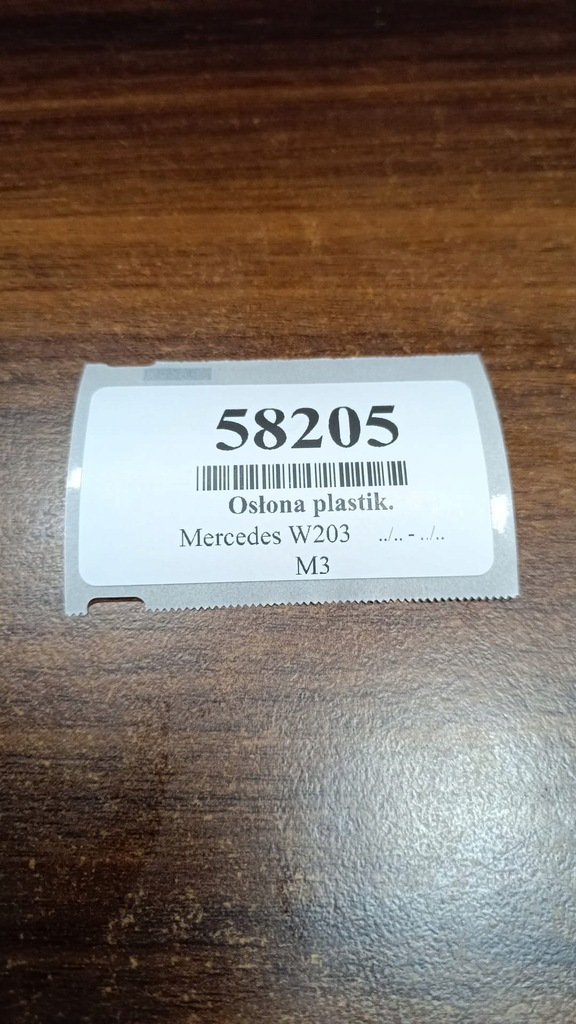 58205
Osłona plastik.
Mercedes W203 ../.. - ../..
M3